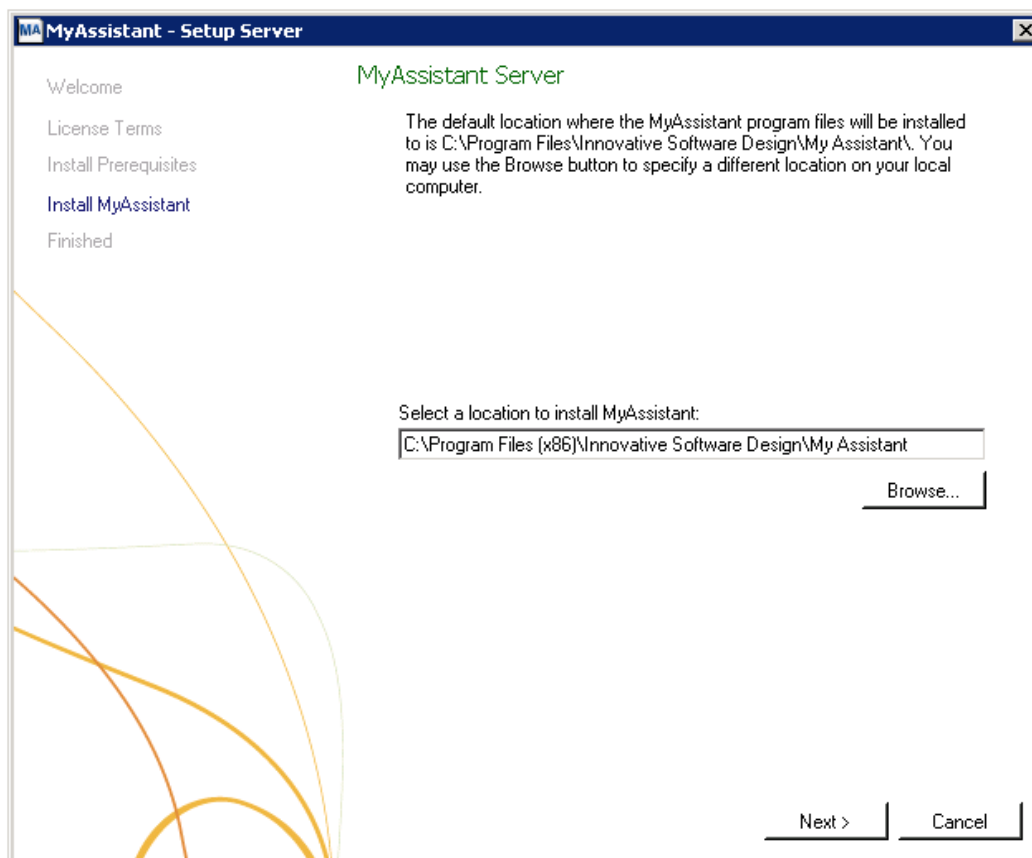 MA MyAssistant - Setup Server
Welcome
License Terms
Install Prerequisites
Install MyAssistant
Finished
MyAssistant Server
The default location where the MyAssistant program files will be installed
to is C:\Program Files\Innovative Software Design\My Assistant\. You
may use the Browse button to specify a different location on your local
computer.
Select a location to install MyAssistant:
C:\Program Files (x86)\Innovative Software Design\My Assistant
Browse...
Next >
Cancel